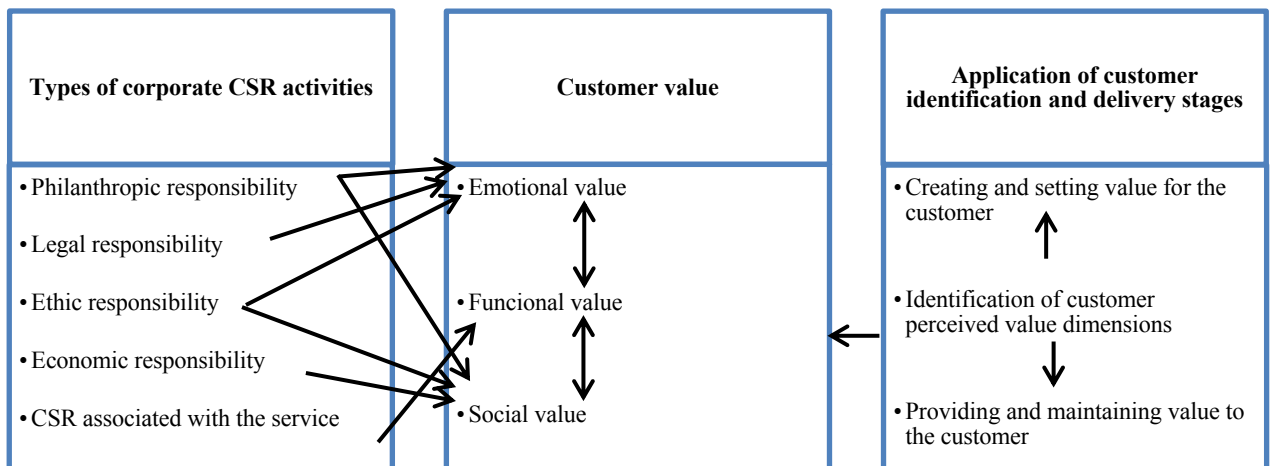 Types of corporate CSR activities
• Philanthropic responsibility
• Legal responsibility
• Ethic responsibility
• Economic responsibility
• CSR associated with the service
Customer value
• Emotional value
• Funcional value
• Social value
Application of customer
identification and delivery stages
• Creating and setting value for the
customer
• Identification of customer
perceived value dimensions
• Providing and maintaining value to
the customer